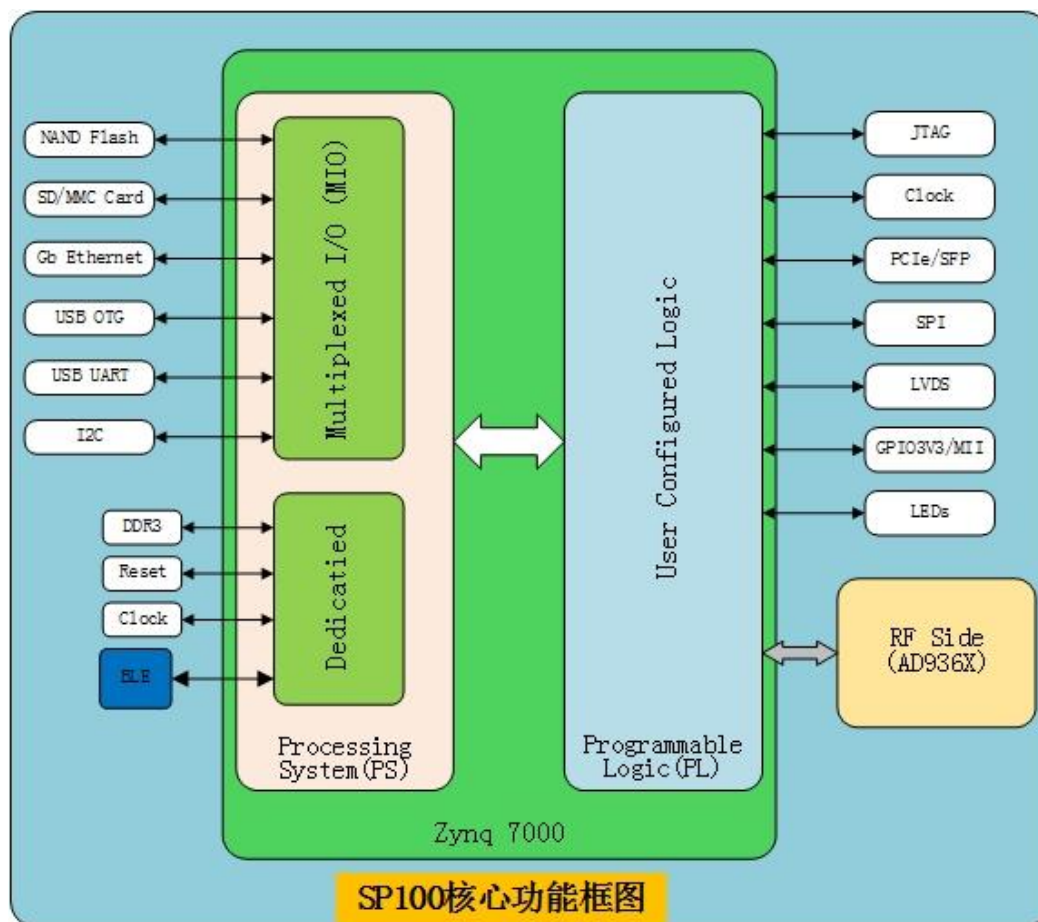 NAND Flash
SD/MMC Card
Gb Ethernet
USB OTG
USB UART
I2C
Multiplexed I/O (MIO)
DDR3
Reset
Clock
BLE
Dedicatied
Processing
System(PS)
User Configured Logic
Programmable
Logic(PL)
Zynq 7000
JTAG
Clock
PCIe/SFP
SPI
LVDS
GPIO3V3/MII
LEDs
RF Side
(AD936X)
SP100核心功能框图